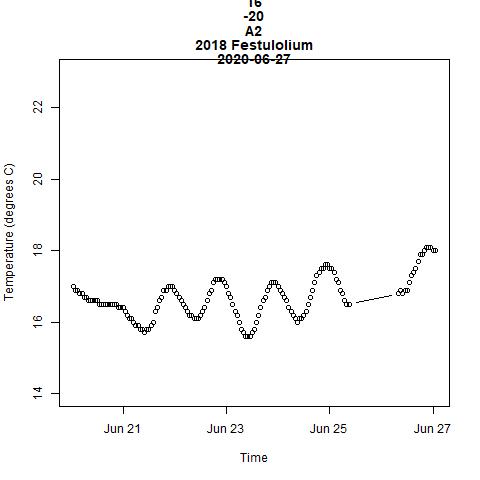 16
-20
A2
2018 Festulolium
2020-06-27
Temperature (degrees C)
22
20
18
16
14
Jun 21
Jun 23
Jun 25
Jun 27
Time